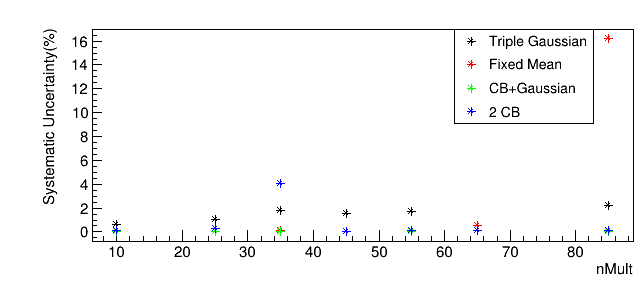 Systematic Uncertainty(%)
16
14
12
10
8
6
4
2
0
Triple Gaussian
Fixed Mean
CB+Gaussian
2 CB
10 20 30 40 50 60 70 80
nMult